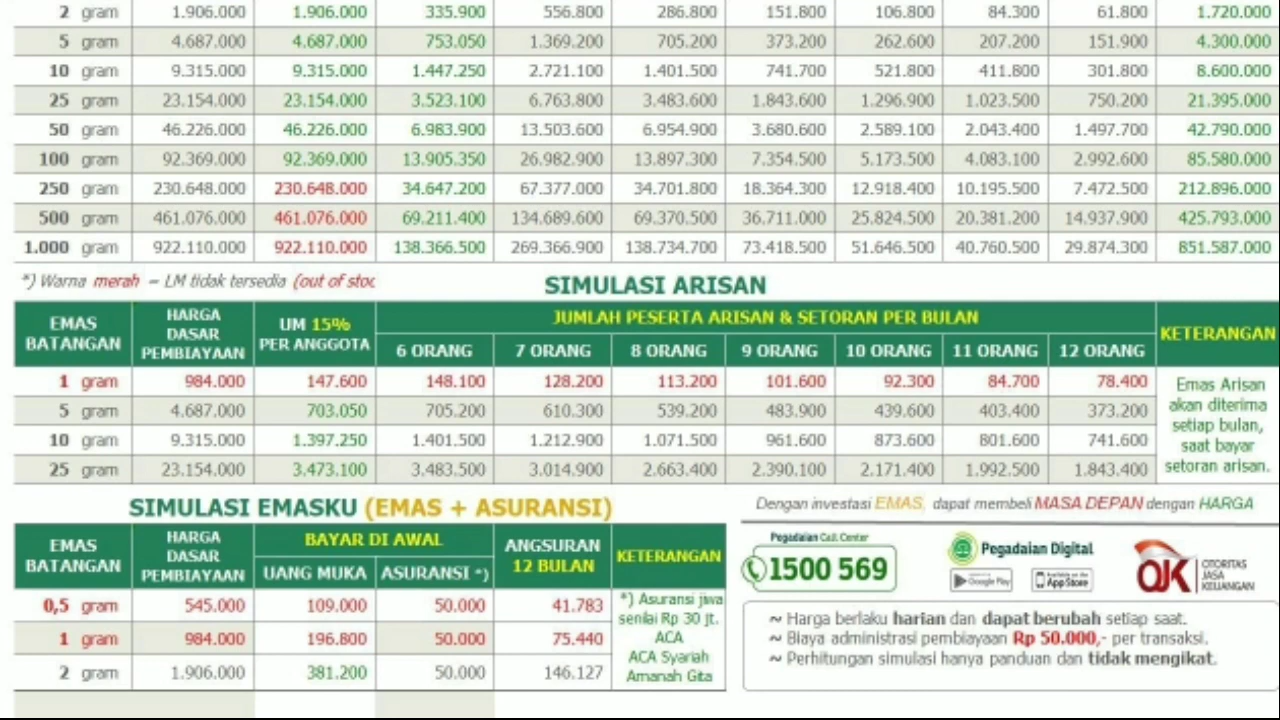 2 gram 1.906.000 1.906.000 335.900 556.800 286.800 151.800 106.800 84.300 61.800 1.720.000
5 gram 4.687.000 4.687.000 753.050 1.369.200 705.200 373.200 262.600 207.200 151.900 4.300.000
10 gram 9.315.000 9.315.000 1.447.250 2.721.100 1.401.500 741.700 521.800 411.800 301.800 8.600.000
25 gram 23.154.000 23.154.000 3.523.100 6.763.800 3.483.600 1.843.600 1.296.900 1.023.500 750.200 21.395.000
50 gram 46.226.000 46.226.000 6.983.900 13.503.600 6.954.900 3.680.600 2.589.100 2.043.400 1.497.700 42.790.000
100 gram 92.369.000 92.369.000 13.905.350 26.982.900 13.897.300 7.354.500 5.173.500 4.083.100 2.992.600 85.580.000
250 gram 230.648.000 230.648.000 34.647.200 67.377.000 34.701.800 18.364.300 12.918.400 10.195.500 7.472.500 212.896.000
500 gram 461.076.000 461.076.000 69.211.400 134.689.600 69.370.500 36.711.000 25.824.500 20.381.200 14.937.900 425.793.000
1.000 gram 922.110.000 922.110.000 138.366.500 269.366.900 138.734.700 73.418.500 51.646.500 40.760.500 29.874.300 851.587.000
*) Warna merah = LM tidak tersedia (out of stoc
SIMULASI ARISAN
EMAS BATANGAN
HARGA DASAR PEMBIAYAAN
UM 15% PER ANGGOTA
JUMLAH PESERTA ARISAN & SETORAN PER BULAN
KETERANGAN
6 ORANG 7 ORANG 8 ORANG 9 ORANG 10 ORANG 11 ORANG 12 ORANG
1 gram 984.000 147.600 148.100 128.200 113.200 101.600 92.300 84.700 78.400
5 gram 4.687.000 703.050 705.200 610.300 539.200 483.900 439.600 403.400 373.200
10 gram 9.315.000 1.397.250 1.401.500 1.212.900 1.071.500 961.600 873.600 801.600 741.600
25 gram 23.154.000 3.473.100 3.483.500 3.014.900 2.663.400 2.390.100 2.171.400 1.992.500 1.843.400
Emas Arisan
akan diterima
setiap bulan,
saat bayar
setoran arisan.
SIMULASI EMASKU (EMAS + ASURANSI)
EMAS BATANGAN
HARGA DASAR PEMBIAYAAN
BAYAR DI AWAL
UANG MUKA ASURANSI *)
ANGSURAN 12 BULAN
KETERANGAN
0,5 gram 545.000 109.000 50.000 41.783
1 gram 984.000 196.800 50.000 75.440
2 gram 1.906.000 381.200 50.000 146.127
*) Asuransi jiwa
senilai Rp 30 jt.
ACA
ACA Syariah
Amanah Gita
Dengan investasi EMAS, dapat membeli MASA DEPAN dengan HARGA
Pegadaian Call Center
1500 569
Pegadaian Digital
Google Play
Available on the
App Store
OJK
OTORITAS
JASA
KEUANGAN
~ Harga berlaku harian dan dapat berubah setiap saat.
~ Biaya administrasi pembiayaan Rp 50.000,- per transaksi.
~ Perhitungan simulasi hanya panduan dan tidak mengikat.